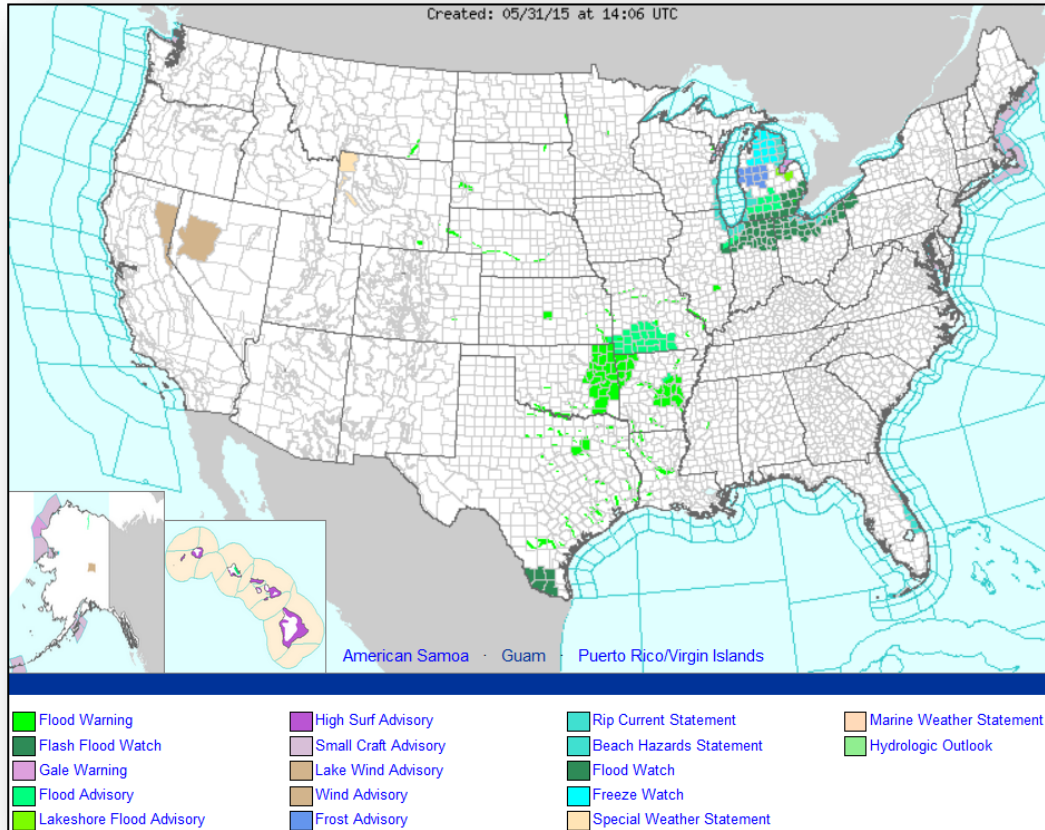 Created: 05/31/15 at 14:06 UTC
American Samoa · Guam · Puerto Rico/Virgin Islands
Flood Warning
High Surf Advisory
Rip Current Statement
Marine Weather Statement
Flash Flood Watch
Small Craft Advisory
Beach Hazards Statement
Hydrologic Outlook
Gale Warning
Lake Wind Advisory
Flood Watch
Flood Advisory
Wind Advisory
Freeze Watch
Lakeshore Flood Advisory
Frost Advisory
Special Weather Statement